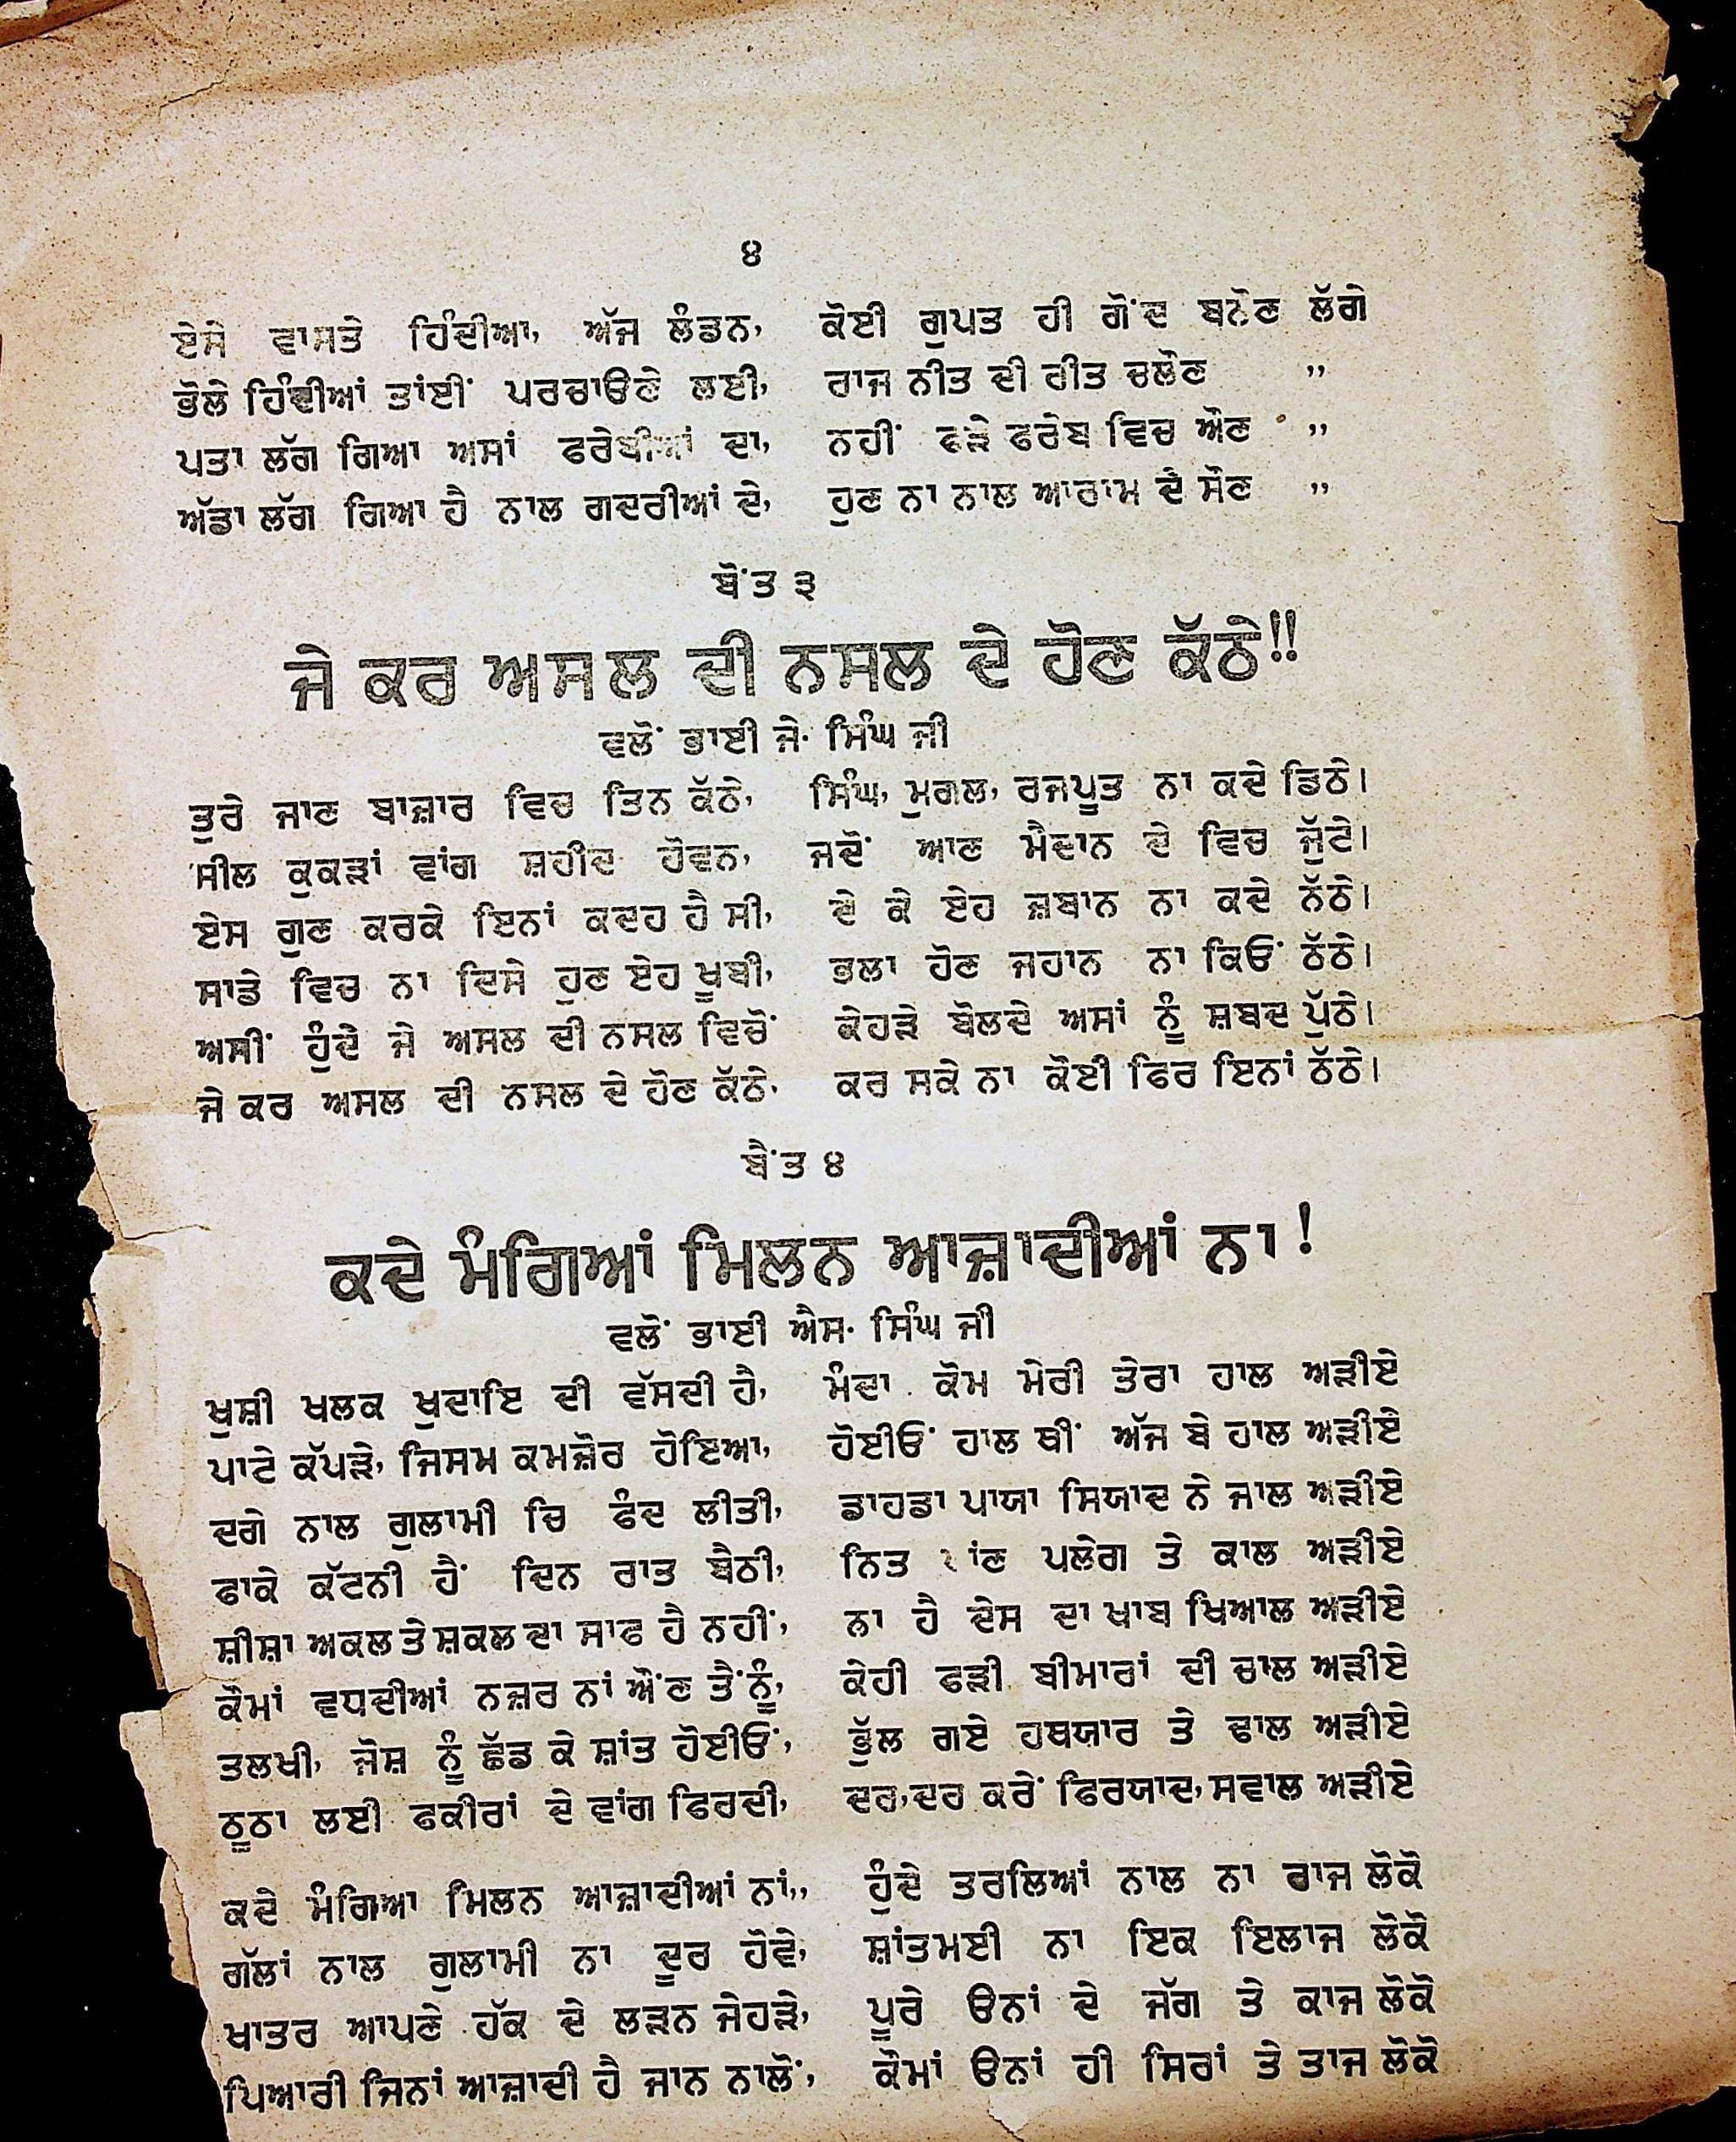 ੪
ਏਸੇ ਵਾਸਤੇ ਹਿੰਦੀਆ, ਅੱਜ ਲੰਡਨ, ਕੋਈ ਗੁਪਤ ਹੀ ਗੋਂਦ ਬਨੌਣ ਲੱਗੇ
ਭੋਲੇ ਹਿੰਦੀਆਂ ਤਾਂਈਂ ਪਰਚਾਉਣੇ ਲਈ, ਰਾਜ ਨੀਤ ਦੀ ਰੀਤ ਚਲੌਣ ,,
ਪਤਾ ਲੱਗ ਗਿਆ ਅਸਾਂ ਫਰੇਬੀਆਂ ਦਾ, ਨਹੀਂ ਫੜੇ ਫਰੇਬ ਵਿਚ ਔਣ ,,
ਅੱਡਾ ਲੱਗ ਗਿਆ ਹੈ ਨਾਲ ਗਦਰੀਆਂ ਦੇ, ਹੁਣ ਨਾ ਨਾਲ ਆਰਾਮ ਦੇ ਸੌਣ ,,
ਬੈਂਤ ੩
ਜੇ ਕਰ ਅਸਲ ਦੀ ਨਸਲ ਦੇ ਹੋਣ ਕੱਠੇ!!
ਵਲੋਂ ਭਾਈ ਜੇ. ਸਿੰਘ ਜੀ
ਤੁਰੇ ਜਾਣ ਬਾਜ਼ਾਰ ਵਿਚ ਤਿਨ ਕੱਠੇ, ਸਿੰਘ, ਮੁਗਲ, ਰਜਪੂਤ ਨਾ ਕਦੇ ਡਿਠੇ।
ਸੀਲ ਕੁਕੜਾਂ ਵਾਂਗ ਸ਼ਹੀਦ ਹੋਵਨ, ਜਦੋਂ ਆਣ ਮੈਦਾਨ ਦੇ ਵਿਚ ਜੁੱਟੇ।
ਏਸ ਗੁਣ ਕਰਕੇ ਇਨਾਂ ਕਦਹ ਹੈ ਸੀ, ਦੇ ਕੇ ਏਹ ਜ਼ਬਾਨ ਨਾ ਕਦੇ ਨੱਠੇ।
ਸਾਡੇ ਵਿਚ ਨਾ ਦਿਸੇ ਹੁਣ ਏਹ ਖੂਬੀ, ਭਲਾ ਹੋਣ ਜਹਾਨ ਨਾ ਕਿਓਂ ਠੱਠੇ।
ਅਸੀਂ ਹੁੰਦੇ ਜੇ ਅਸਲ ਦੀ ਨਸਲ ਵਿਚੋਂ ਕੇਹੜੇ ਬੋਲਦੇ ਅਸਾਂ ਨੂੰ ਸ਼ਬਦ ਪੁੱਠੇ।
ਜੇ ਕਰ ਅਸਲ ਦੀ ਨਸਲ ਦੇ ਹੋਣ ਕੱਠੇ, ਕਰ ਸਕੇ ਨਾ ਕੋਈ ਫਿਰ ਇਨਾਂ ਠੱਠੇ।
ਬੈਂਤ ੪
ਕਦੇ ਮੰਗਿਆਂ ਮਿਲਨ ਆਜ਼ਾਦੀਆਂ ਨਾ!
ਵਲੋਂ ਭਾਈ ਐਸ. ਸਿੰਘ ਜੀ
ਖੁਸ਼ੀ ਖਲਕ ਖੁਦਾਇ ਦੀ ਵੱਸਦੀ ਹੈ, ਮੰਦਾ ਕੋਮ ਮੇਰੀ ਤੇਰਾ ਹਾਲ ਅੜੀਏ
ਪਾਟੇ ਕੱਪੜੇ, ਜਿਸਮ ਕਮਜ਼ੋਰ ਹੋਇਆ, ਹੋਈਓਂ ਹਾਲ ਥੀਂ ਅੱਜ ਬੇ ਹਾਲ ਅੜੀਏ
ਦਗੇ ਨਾਲ ਗੁਲਾਮੀ ਚਿ ਫੰਦ ਲੀਤੀ, ਡਾਹਡਾ ਪਾਯਾ ਸਿਯਾਦ ਨੇ ਜਾਲ ਅੜੀਏ
ਫਾਕੇ ਕੱਟਨੀ ਹੈਂ ਦਿਨ ਰਾਤ ਬੈਠੀ, ਨਿਤ ਪਲੇਗ ਤੇ ਕਾਲ ਅੜੀਏ
ਸ਼ੀਸ਼ਾ ਅਕਲ ਤੇ ਸ਼ਕਲ ਦਾ ਸਾਫ ਹੈ ਨਹੀਂ, ਨਾ ਹੈ ਦੇਸ ਦਾ ਖਾਬ ਖਿਆਲ ਅੜੀਏ
ਕੌਮਾਂ ਵਧਦੀਆਂ ਨਜ਼ਰ ਨਾਂ ਔਂਣ ਤੈਂਨੂੰ, ਕੇਹੀ ਫੜੀ ਬੀਮਾਰਾਂ ਦੀ ਚਾਲ ਅੜੀਏ
ਤਲਖੀ, ਜੋਸ਼ ਨੂੰ ਛੱਡ ਕੇ ਸ਼ਾਂਤ ਹੋਈਓਂ, ਭੁੱਲ ਗਏ ਹਥਯਾਰ ਤੇ ਢਾਲ ਅੜੀਏ
ਠੂਠਾ ਲਈ ਫਕੀਰਾਂ ਦੇ ਵਾਂਗ ਫਿਰਦੀ, ਦਰ,ਦਰ ਕਰੇਂ ਫਿਰਯਾਦ, ਸਵਾਲ ਅੜੀਏ
ਕਦੇ ਮੰਗਿਆ ਮਿਲਨ ਆਜ਼ਾਦੀਆਂ ਨਾਂ,, ਹੁੰਦੇ ਤਰਲਿਆਂ ਨਾਲ ਨਾ ਰਾਜ ਲੋਕੋ
ਗੱਲਾਂ ਨਾਲ ਗੁਲਾਮੀ ਨਾ ਦੂਰ ਹੋਵੇ, ਸ਼ਾਂਤਮਈ ਨਾ ਇਕ ਇਲਾਜ ਲੋਕੋ
ਖਾਤਰ ਆਪਣੇ ਹੱਕ ਦੇ ਲੜਨ ਜੇਹੜੇ, ਪੂਰੇ ਓਨਾਂ ਦੇ ਜੱਗ ਤੇ ਕਾਜ ਲੋਕੋ
ਪਿਆਰੀ ਜਿਨਾਂ ਆਜ਼ਾਦੀ ਹੈ ਜਾਨ ਨਾਲੋਂ, ਕੌਮਾਂ ਓਨਾਂ ਹੀ ਸਿਰਾਂ ਤੇ ਤਾਜ ਲੋਕੋ